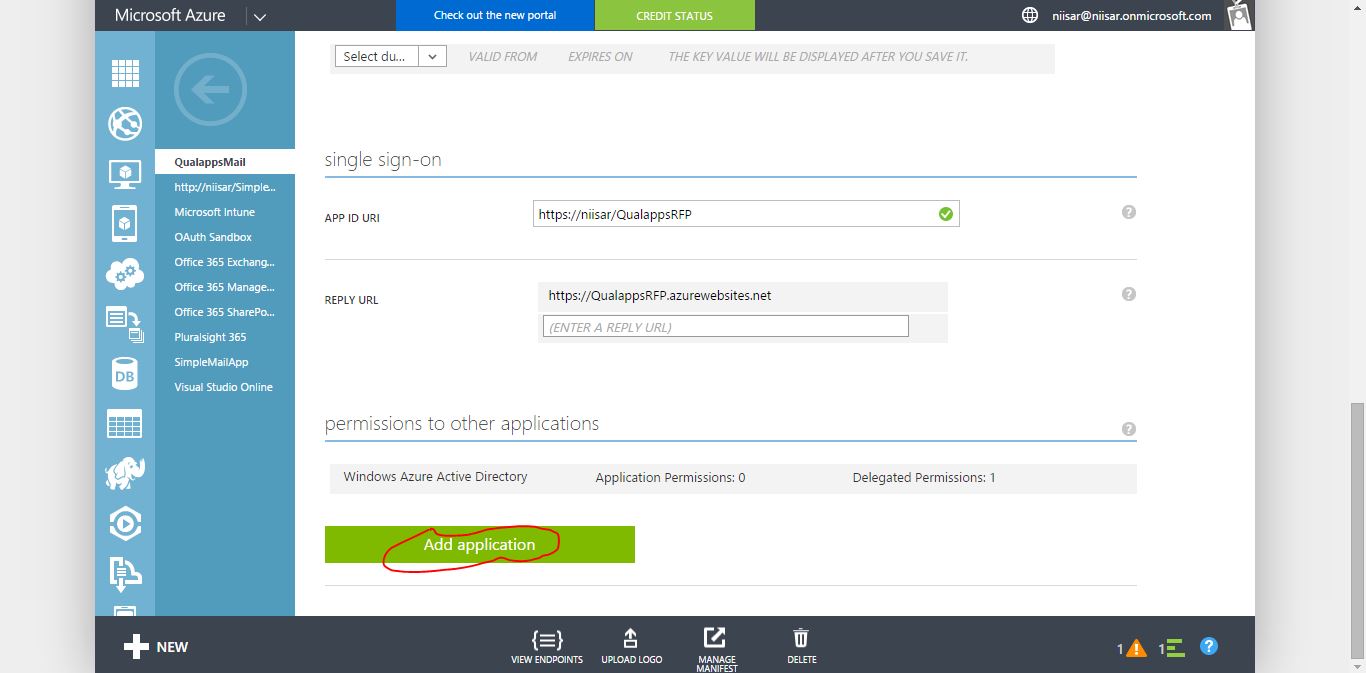 Microsoft Azure
Check out the new portal
CREDIT STATUS
niisar@niisar.onmicrosoft.com
Select du...
VALID FROM
EXPIRES ON
THE KEY VALUE WILL BE DISPLAYED AFTER YOU SAVE IT.
QualappsMail
http://niisar/Simple...
Microsoft Intune
OAuth Sandbox
Office 365 Exchang...
Office 365 Manage...
Office 365 SharePo...
Pluralsight 365
SimpleMailApp
Visual Studio Online
DB
single sign-on
APP ID URI
https://niisar/QualappsRFP
?
REPLY URL
https://QualappsRFP.azurewebsites.net
?
(ENTER A REPLY URL)
permissions to other applications
?
Windows Azure Active Directory
Application Permissions: 0
Delegated Permissions: 1
Add application
NEW
VIEW ENDPOINTS
UPLOAD LOGO
MANAGE
MANIFEST
DELETE
1
1
?